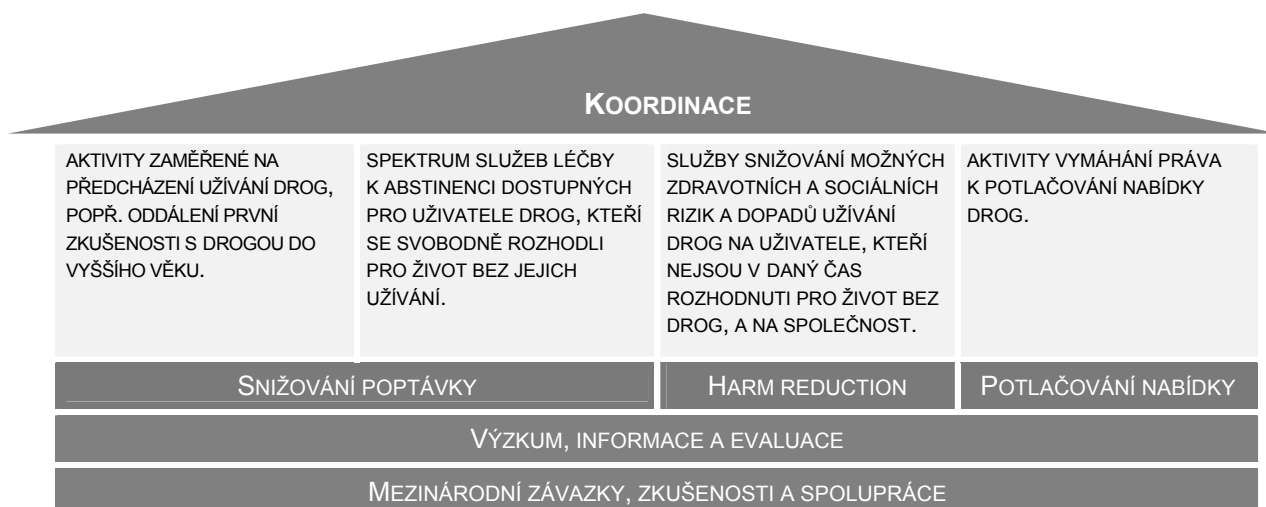 KOORDINACE
AKTIVITY ZAMĚŘENÉ NA
PŘEDCHÁZENÍ UŽÍVÁNÍ DROG,
POPŘ. ODDÁLENÍ PRVNÍ
ZKUŠENOSTI S DROGOU DO
VYŠŠÍHO VĚKU.
SPEKTRUM SLUŽEB LÉČBY
K ABSTINENCI DOSTUPNÝCH
PRO UŽIVATELE DROG, KTEŘÍ
SE SVOBODNĚ ROZHODLI
PRO ŽIVOT BEZ JEJICH
UŽÍVÁNÍ.
SLUŽBY SNIŽOVÁNÍ MOŽNÝCH
ZDRAVOTNÍCH A SOCIÁLNÍCH
RIZIK A DOPADŮ UŽÍVÁNÍ
DROG NA UŽIVATELE, KTEŘÍ
NEJSOU V DANÝ ČAS
ROZHODNUTI PRO ŽIVOT BEZ
DROG, A NA SPOLEČNOST.
AKTIVITY VYMÁHÁNÍ PRÁVA
K POTLAČOVÁNÍ NABÍDKY
DROG.
SNIŽOVÁNÍ POPTÁVKY
HARM REDUCTION
POTLAČOVÁNÍ NABÍDKY
VÝZKUM, INFORMACE A EVALUACE
MEZINÁRODNÍ ZÁVAZKY, ZKUŠENOSTI A SPOLUPRÁCE